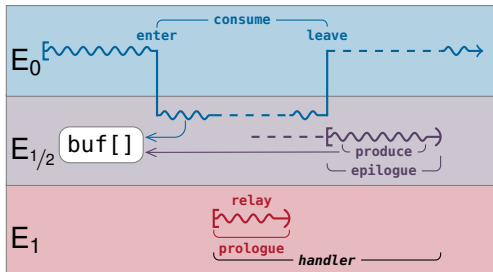 consume
enter leave
E0
E1/2 buf[]
produce
epilogue
relay
E1
prologue
handler